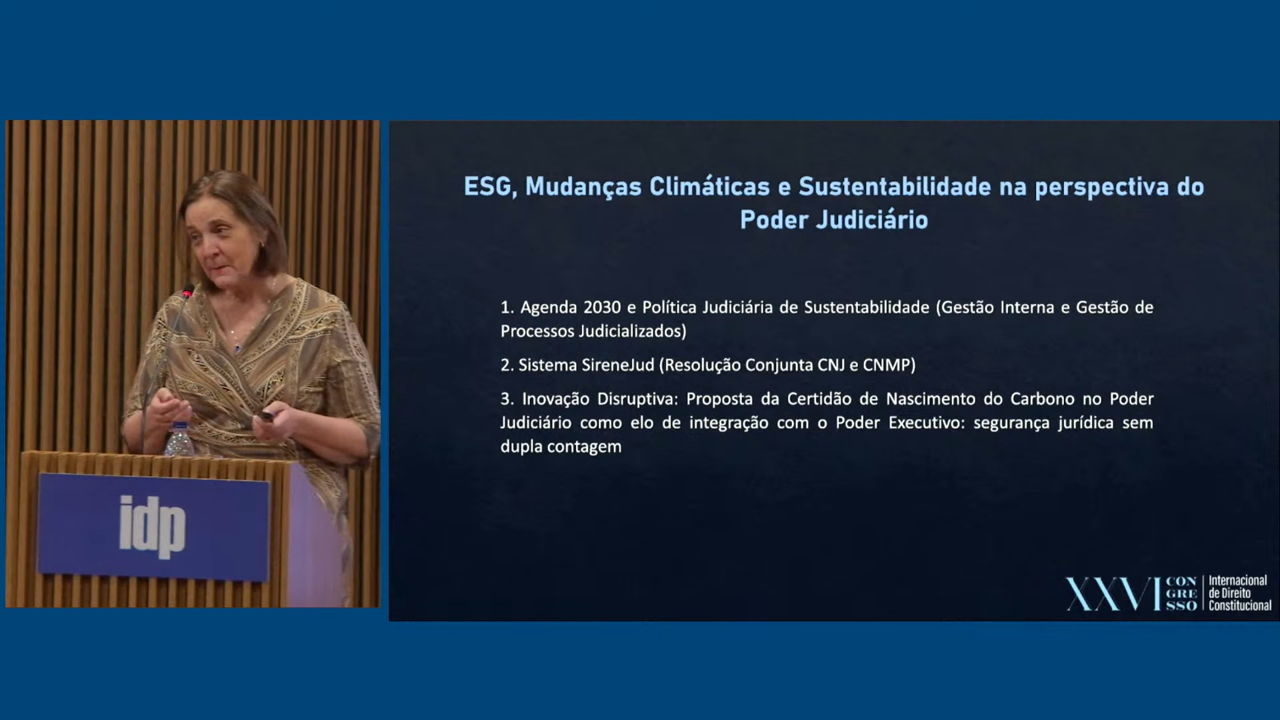 ESG, Mudanças Climáticas e Sustentabilidade na perspectiva do
Poder Judiciário
1. Agenda 2030 e Política Judiciária de Sustentabilidade (Gestão Interna e Gestão de
Processos Judicializados)
2. Sistema SireneJud (Resolução Conjunta CNJ e CNMP)
3. Inovação Disruptiva: Proposta da Certidão de Nascimento do Carbono no Poder
Judiciário como elo de integração com o Poder Executivo: segurança jurídica sem
dupla contagem
idp
XXVI
CON
GRE
SSO
Internacional
de Direito
Constitucional